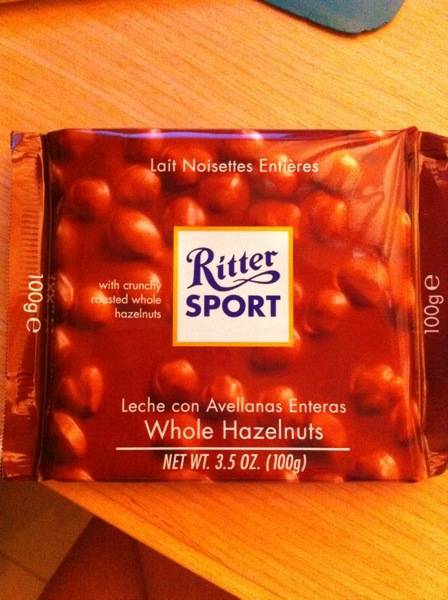 Lait Noisettes Entières
Ritter
SPORT
with crunchy
roasted whole
hazelnuts
100g e
100g e
Leche con Avellanas Enteras
Whole Hazelnuts
NET WT. 3.5 OZ. (100g)